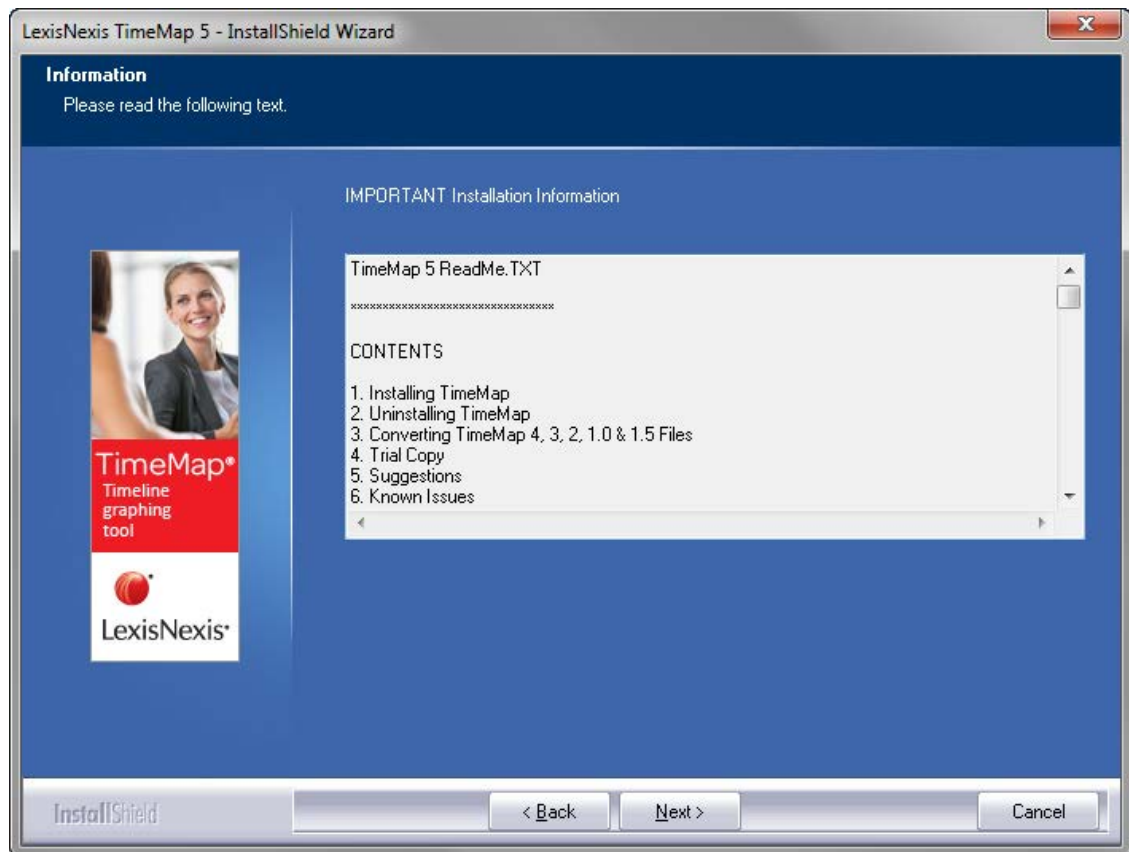 LexisNexis TimeMap 5 - InstallShield Wizard
Information
Please read the following text.
IMPORTANT Installation Information
TimeMap 5 ReadMe.TXT
********************************
CONTENTS
1. Installing TimeMap
2. Uninstalling TimeMap
3. Converting TimeMap 4, 3, 2, 1.0 & 1.5 Files
4. Trial Copy
5. Suggestions
6. Known Issues
TimeMap®
Timeline
graphing
tool
LexisNexis®
InstallShield
< Back
Next >
Cancel